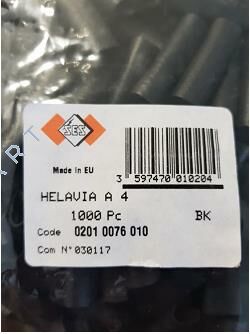 SES
3 597470 010204
Made in EU
HELAVIA A 4
1000 Pc BK
Code 0201 0076 010
Com N° 030117